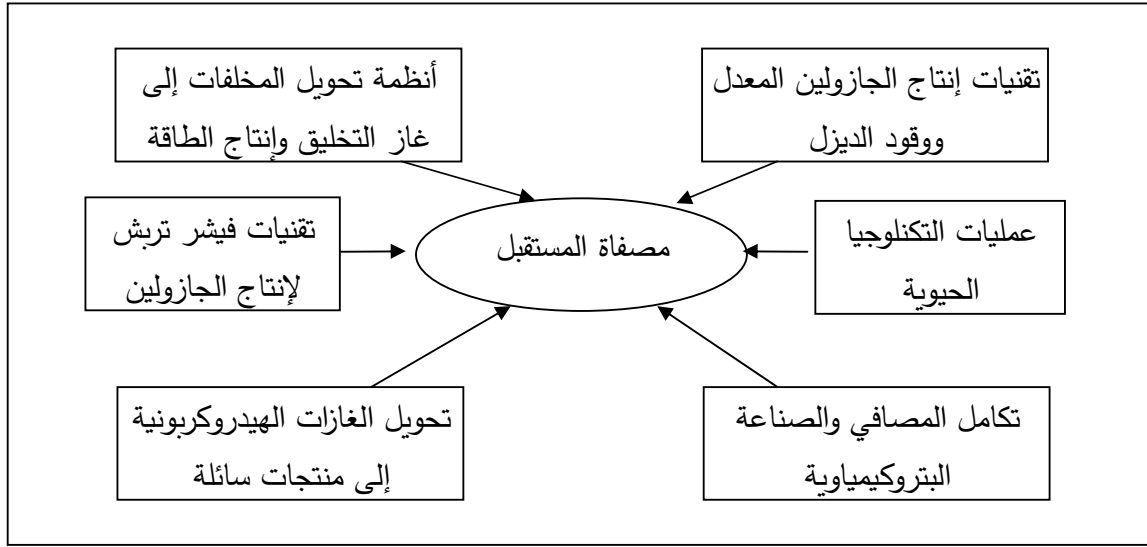 تقنيات إنتاج الجازولين المعدل
ووقود الديزل
أنظمة تحويل المخلفات إلى
غاز التخليق وإنتاج الطاقة
عمليات التكنلوجيا
الحيوية
مصفاة المستقبل
تقنيات فيشر تربش
لإنتاج الجازولين
تكامل المصافي والصناعة
البتروكيمياوية
تحويل الغازات الهيدروكربونية
إلى منتجات سائلة